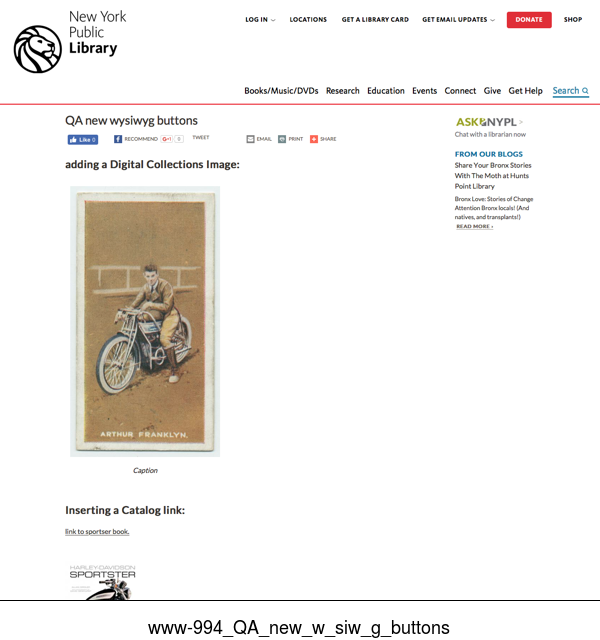 New York
Public
Library
LOG IN LOCATIONS GET A LIBRARY CARD GET EMAIL UPDATES DONATE SHOP
Books/Music/DVDs Research Education Events Connect Give Get Help Search
QA new wysiwyg buttons
Like 0 RECOMMEND G+1 0 TWEET EMAIL PRINT SHARE
adding a Digital Collections Image:
ARTHUR FRANKLYN.
Caption
Inserting a Catalog link:
link to sportser book.
HARLEY-DAVIDSON
SPORTSTER
ASK NYPL >
Chat with a librarian now
FROM OUR BLOGS
Share Your Bronx Stories
With The Moth at Hunts
Point Library
Bronx Love: Stories of Change
Attention Bronx locals! (And
natives, and transplants!)
READ MORE ›
www-994_QA_new_w_siw_g_buttons